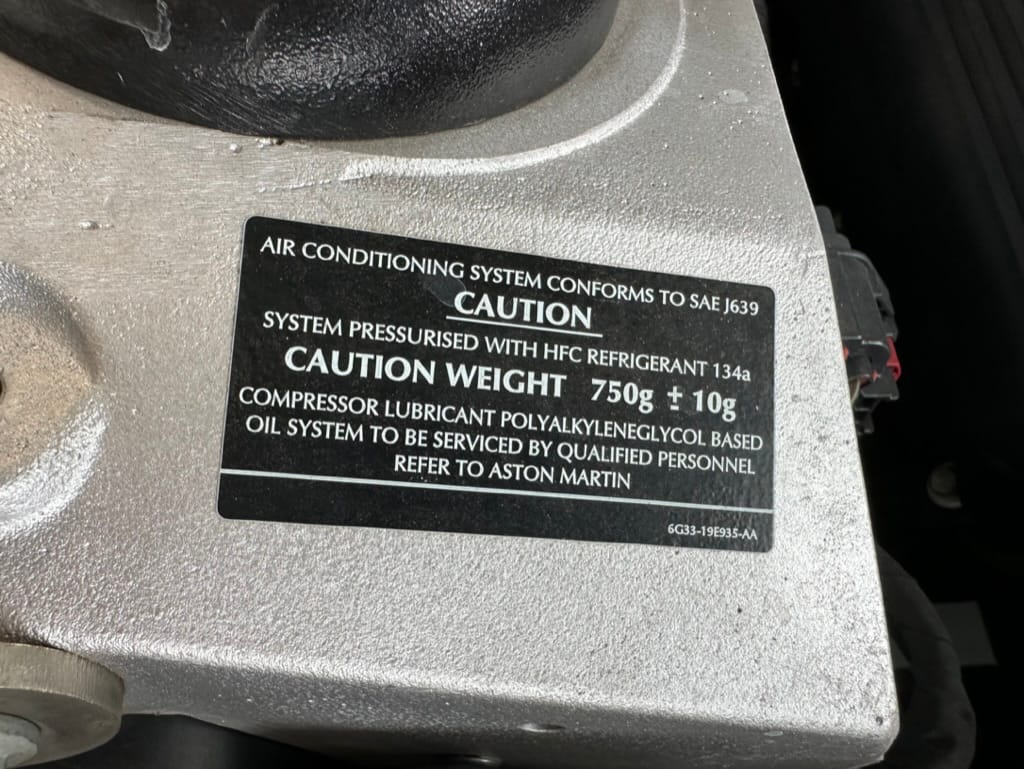 AIR CONDITIONING SYSTEM CONFORMS TO SAE J639
CAUTION
SYSTEM PRESSURISED WITH HFC REFRIGERANT 134a
CAUTION WEIGHT 750g ± 10g
COMPRESSOR LUBRICANT POLYALKYLENEGLYCOL BASED
OIL SYSTEM TO BE SERVICED BY QUALIFIED PERSONNEL
REFER TO ASTON MARTIN
6G33-19E935-AA